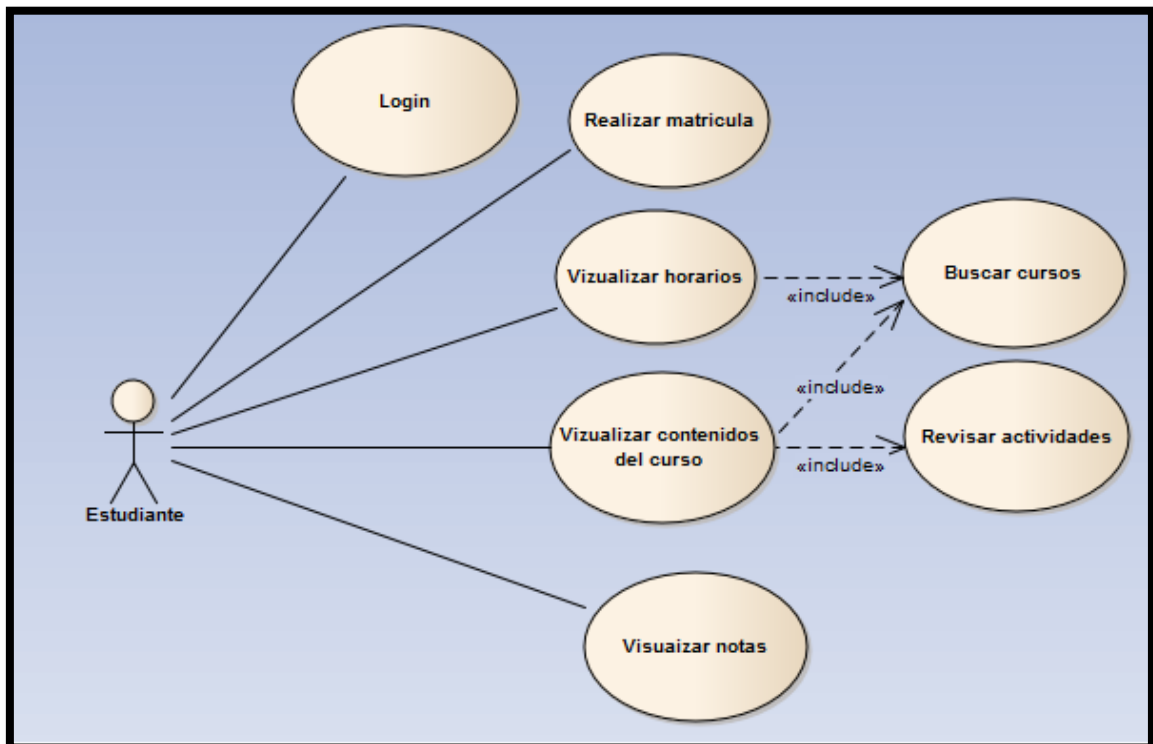 Login
Realizar matricula
Vizualizar horarios
«include»
Buscar cursos
«include»
Vizualizar contenidos
del curso
«include»
Revisar actividades
Estudiante
Visuaizar notas